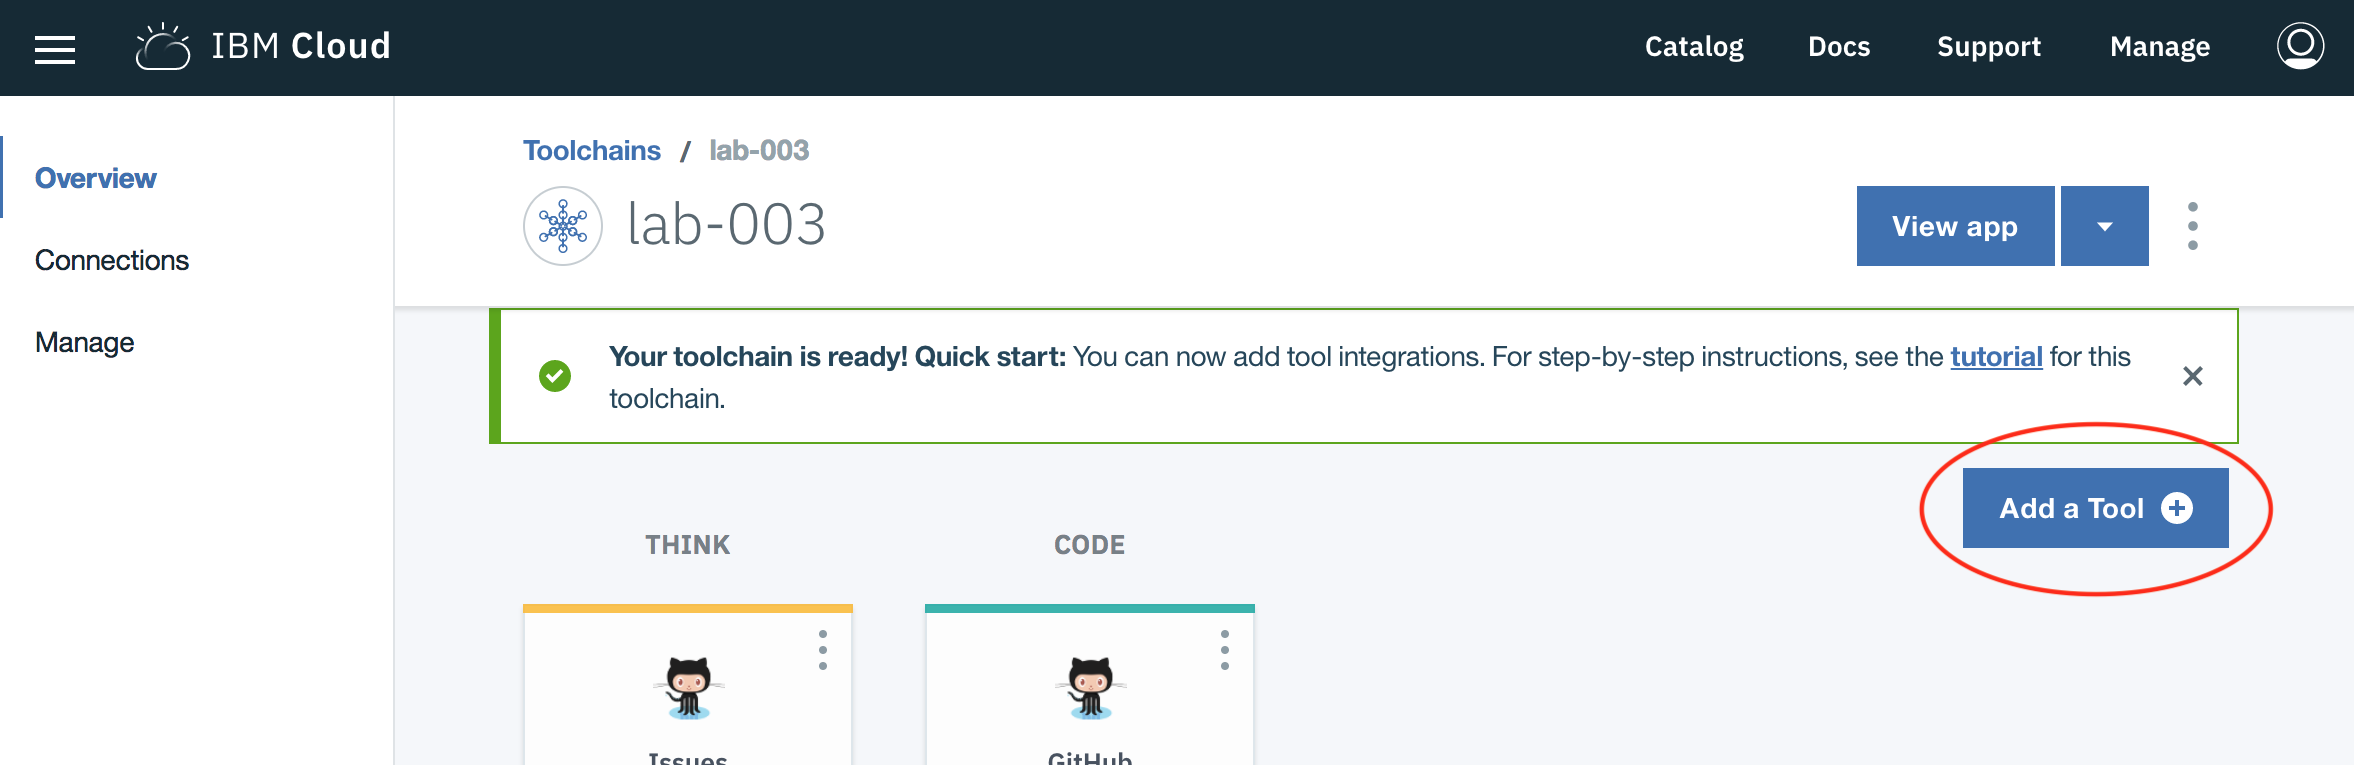 IBM Cloud
Catalog
Docs
Support
Manage
Overview
Connections
Manage
Toolchains / lab-003
lab-003
View app
Your toolchain is ready! Quick start: You can now add tool integrations. For step-by-step instructions, see the tutorial for this
toolchain.
Add a Tool
THINK
CODE
Issues
GitHub